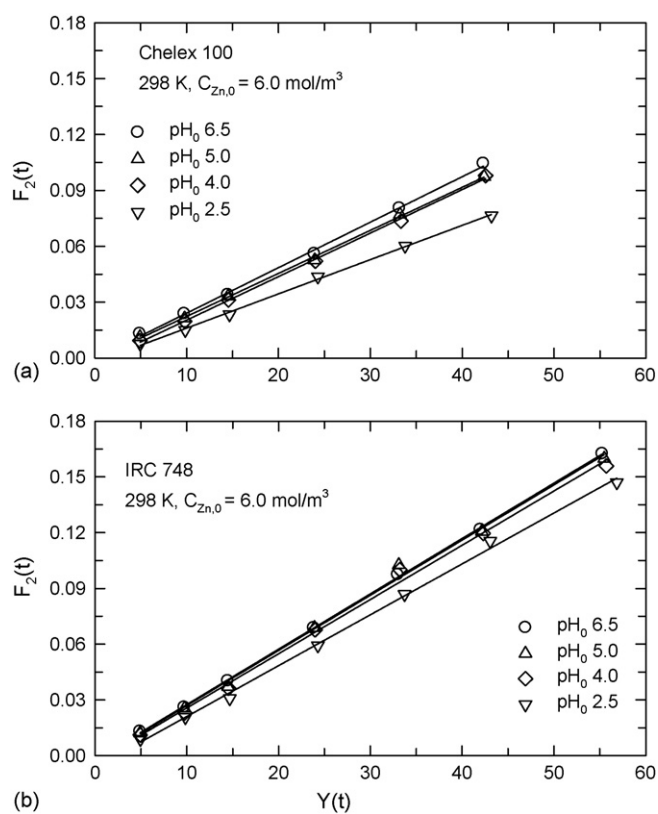 0.18
Chelex 100
298 K, C_Zn,0 = 6.0 mol/m³
0.15
pH₀ 6.5
0.12
pH₀ 5.0
pH₀ 4.0
F₂(t)
0.09
pH₀ 2.5
0.06
0.03
0.00
(a)
0 10 20 30 40 50 60
0.18
IRC 748
0.15
298 K, C_Zn,0 = 6.0 mol/m³
0.12
F₂(t)
0.09
pH₀ 6.5
0.06
pH₀ 5.0
pH₀ 4.0
0.03
pH₀ 2.5
0.00
0 10 20 30 40 50 60
(b)
Y(t)